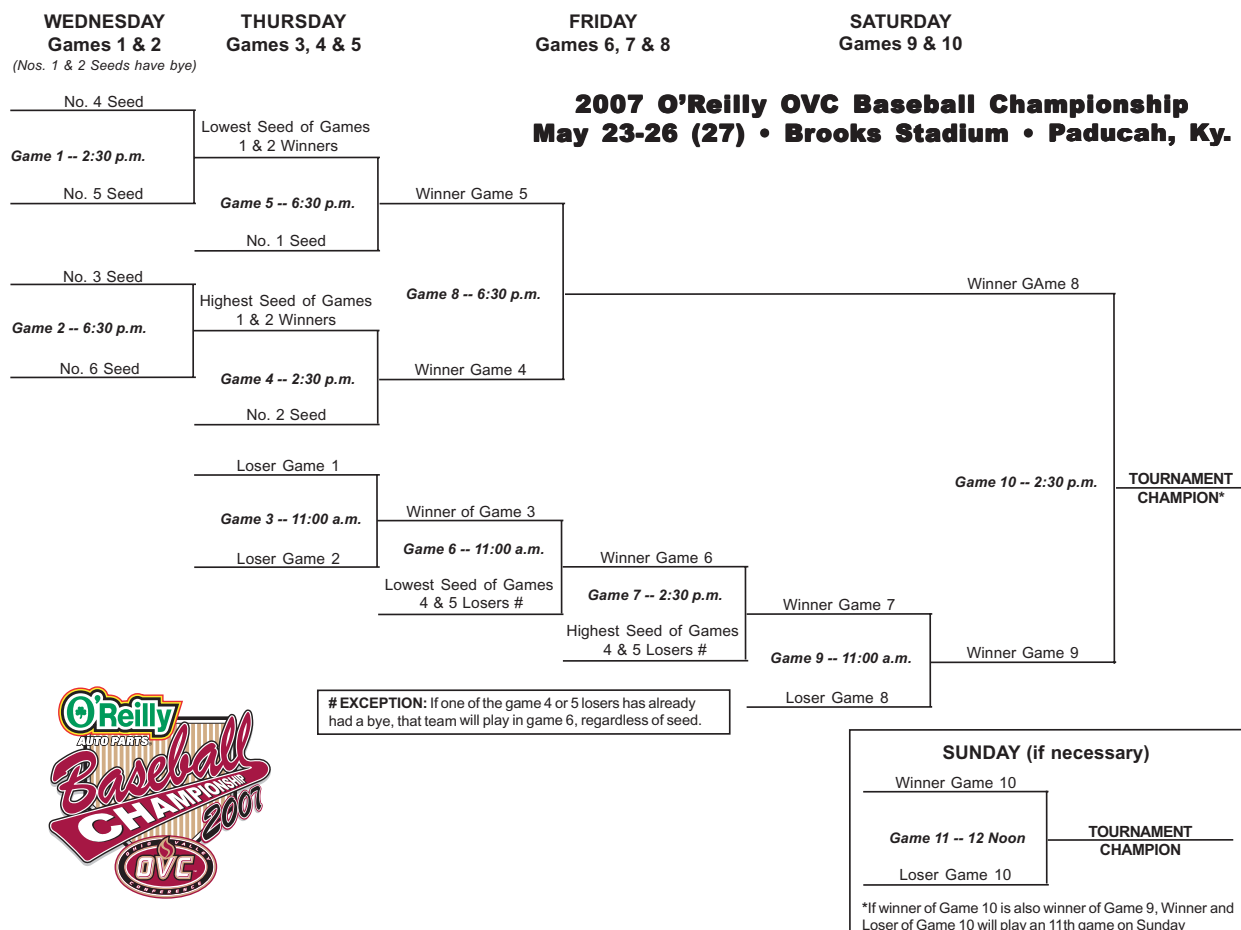 WEDNESDAY
Games 1 & 2
(Nos. 1 & 2 Seeds have bye)
THURSDAY
Games 3, 4 & 5
FRIDAY
Games 6, 7 & 8
SATURDAY
Games 9 & 10
2007 O'Reilly OVC Baseball Championship
May 23-26 (27) • Brooks Stadium • Paducah, Ky.
No. 4 Seed
Game 1 -- 2:30 p.m.
No. 5 Seed
No. 3 Seed
Game 2 -- 6:30 p.m.
No. 6 Seed
Lowest Seed of Games
1 & 2 Winners
Game 5 -- 6:30 p.m.
No. 1 Seed
Highest Seed of Games
1 & 2 Winners
Game 4 -- 2:30 p.m.
No. 2 Seed
Loser Game 1
Game 3 -- 11:00 a.m.
Loser Game 2
Winner Game 5
Game 8 -- 6:30 p.m.
Winner Game 4
Winner of Game 3
Game 6 -- 11:00 a.m.
Lowest Seed of Games
4 & 5 Losers #
Winner Game 6
Game 7 -- 2:30 p.m.
Highest Seed of Games
4 & 5 Losers #
Winner Game 7
Game 9 -- 11:00 a.m.
Loser Game 8
Winner GAme 8
Game 10 -- 2:30 p.m.
Winner Game 9
TOURNAMENT
CHAMPION*
# EXCEPTION: If one of the game 4 or 5 losers has already
had a bye, that team will play in game 6, regardless of seed.
O'Reilly
AUTO PARTS
Baseball
CHAMPIONSHIP
2007
OHIO VALLEY
OVC
CONFERENCE
SUNDAY (if necessary)
Winner Game 10
Game 11 -- 12 Noon
Loser Game 10
TOURNAMENT
CHAMPION
*If winner of Game 10 is also winner of Game 9, Winner and
Loser of Game 10 will play an 11th game on Sunday